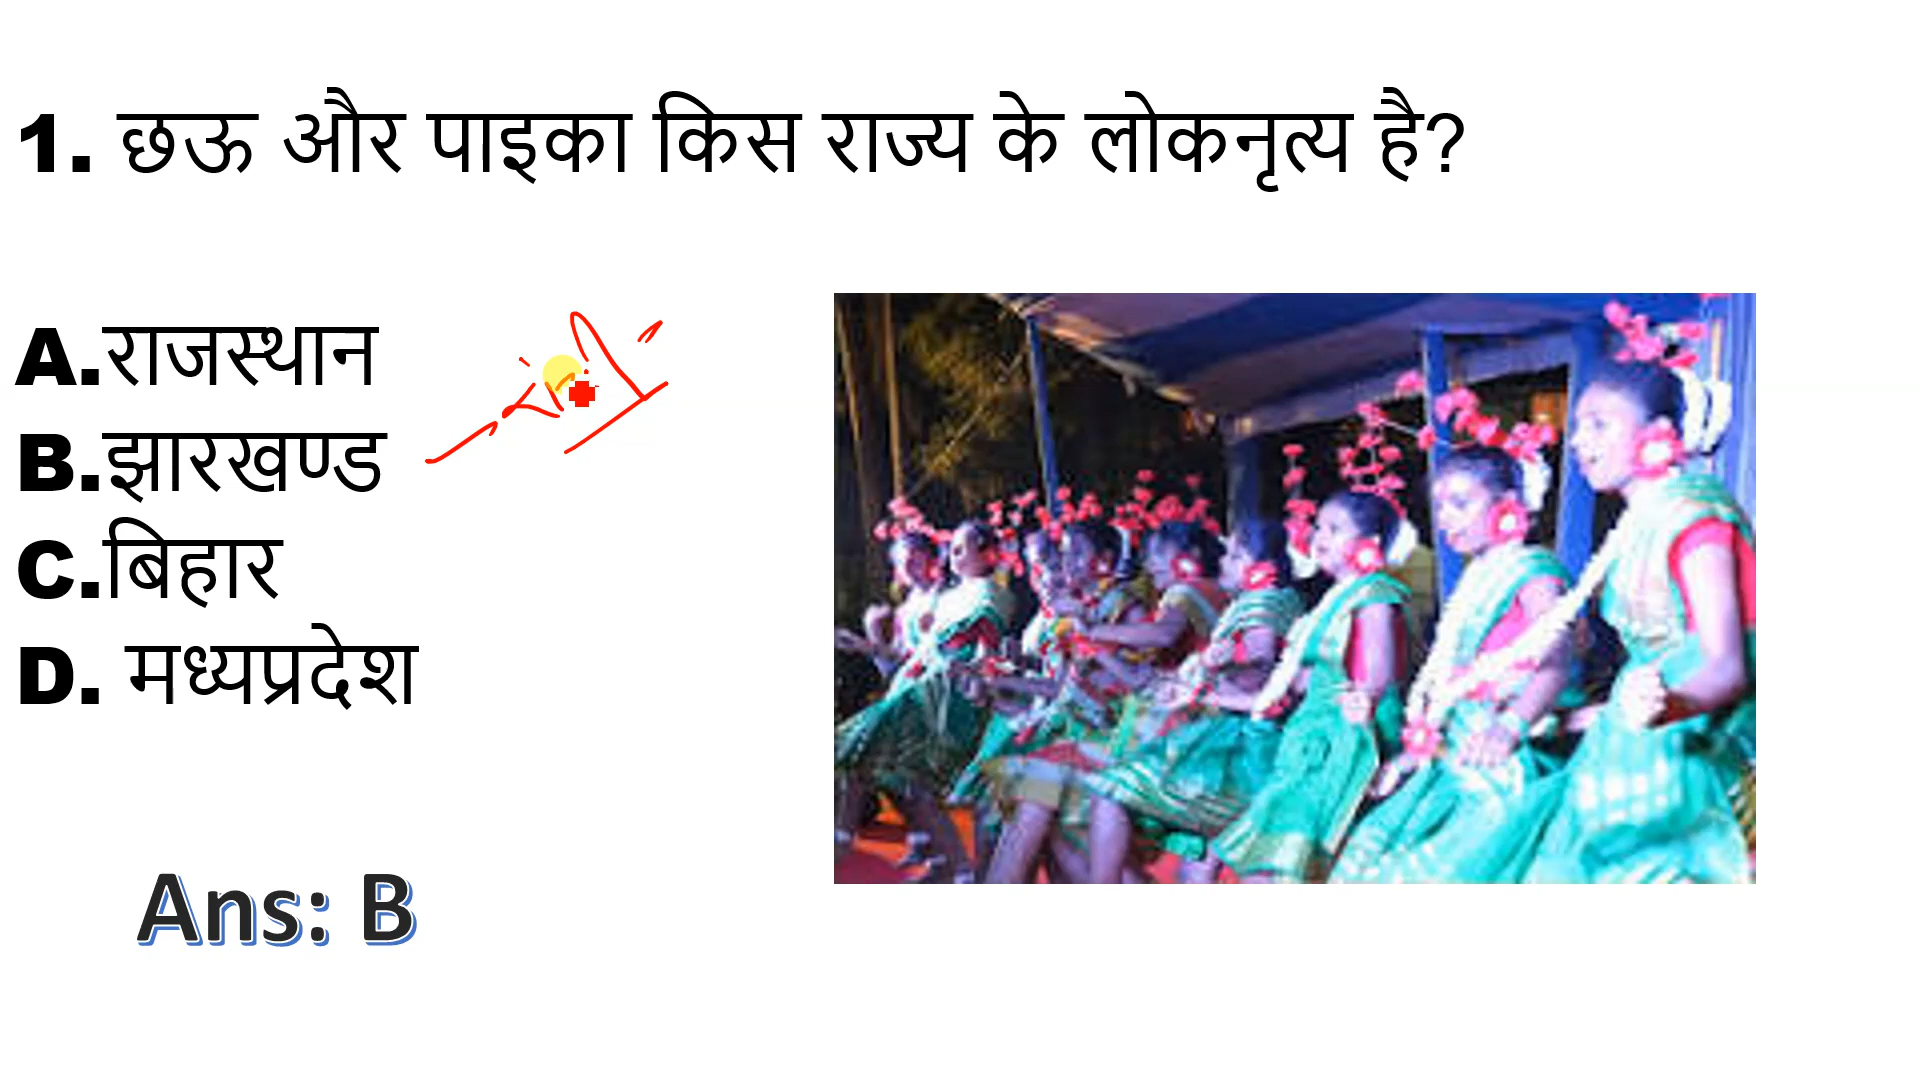 1. छऊ और पाइका किस राज्य के लोकनृत्य है?
A.राजस्थान
B.झारखण्ड
C.बिहार
D. मध्यप्रदेश
Ans: B